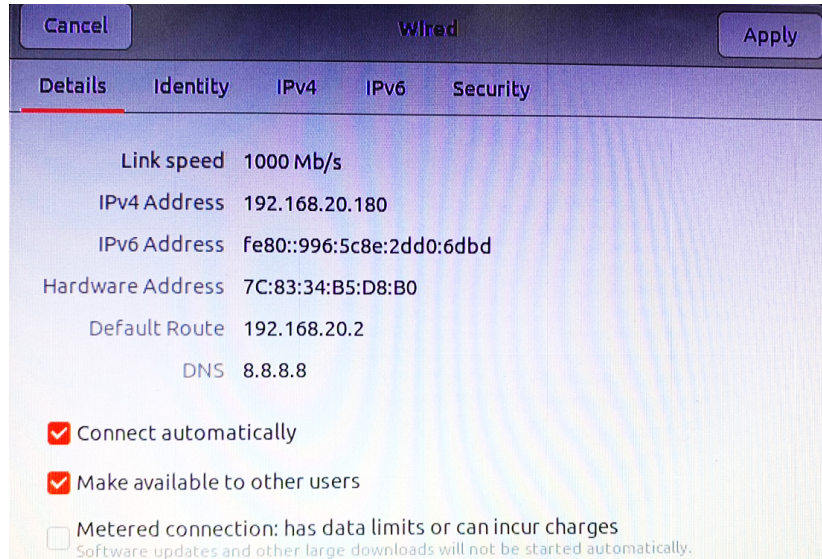 Cancel Wired Apply
Details Identity IPv4 IPv6 Security
Link speed 1000 Mb/s
IPv4 Address 192.168.20.180
IPv6 Address fe80::996:5c8e:2dd0:6dbd
Hardware Address 7C:83:34:B5:D8:B0
Default Route 192.168.20.2
DNS 8.8.8.8
Connect automatically
Make available to other users
Metered connection: has data limits or can incur charges
Software updates and other large downloads will not be started automatically.